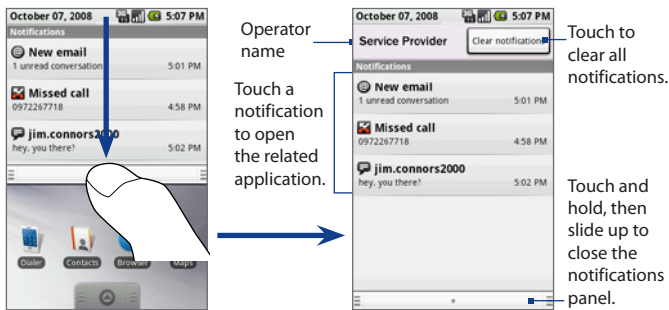 October 07, 2008 5:07 PM
Notifications
New email
1 unread conversation 5:01 PM
Missed call
0972267718 4:58 PM
jim.connors2000
hey. you there? 5:02 PM
Dialer Contacts Browser Maps
Operator
name
Touch a
notification
to open
the related
application.
October 07, 2008 5:07 PM
Service Provider Clear notifications
Notifications
New email
1 unread conversation 5:01 PM
Missed call
0972267718 4:58 PM
jim.connors2000
hey. you there? 5:02 PM
Touch to
clear all
notifications.
Touch and
hold, then
slide up to
close the
notifications
panel.